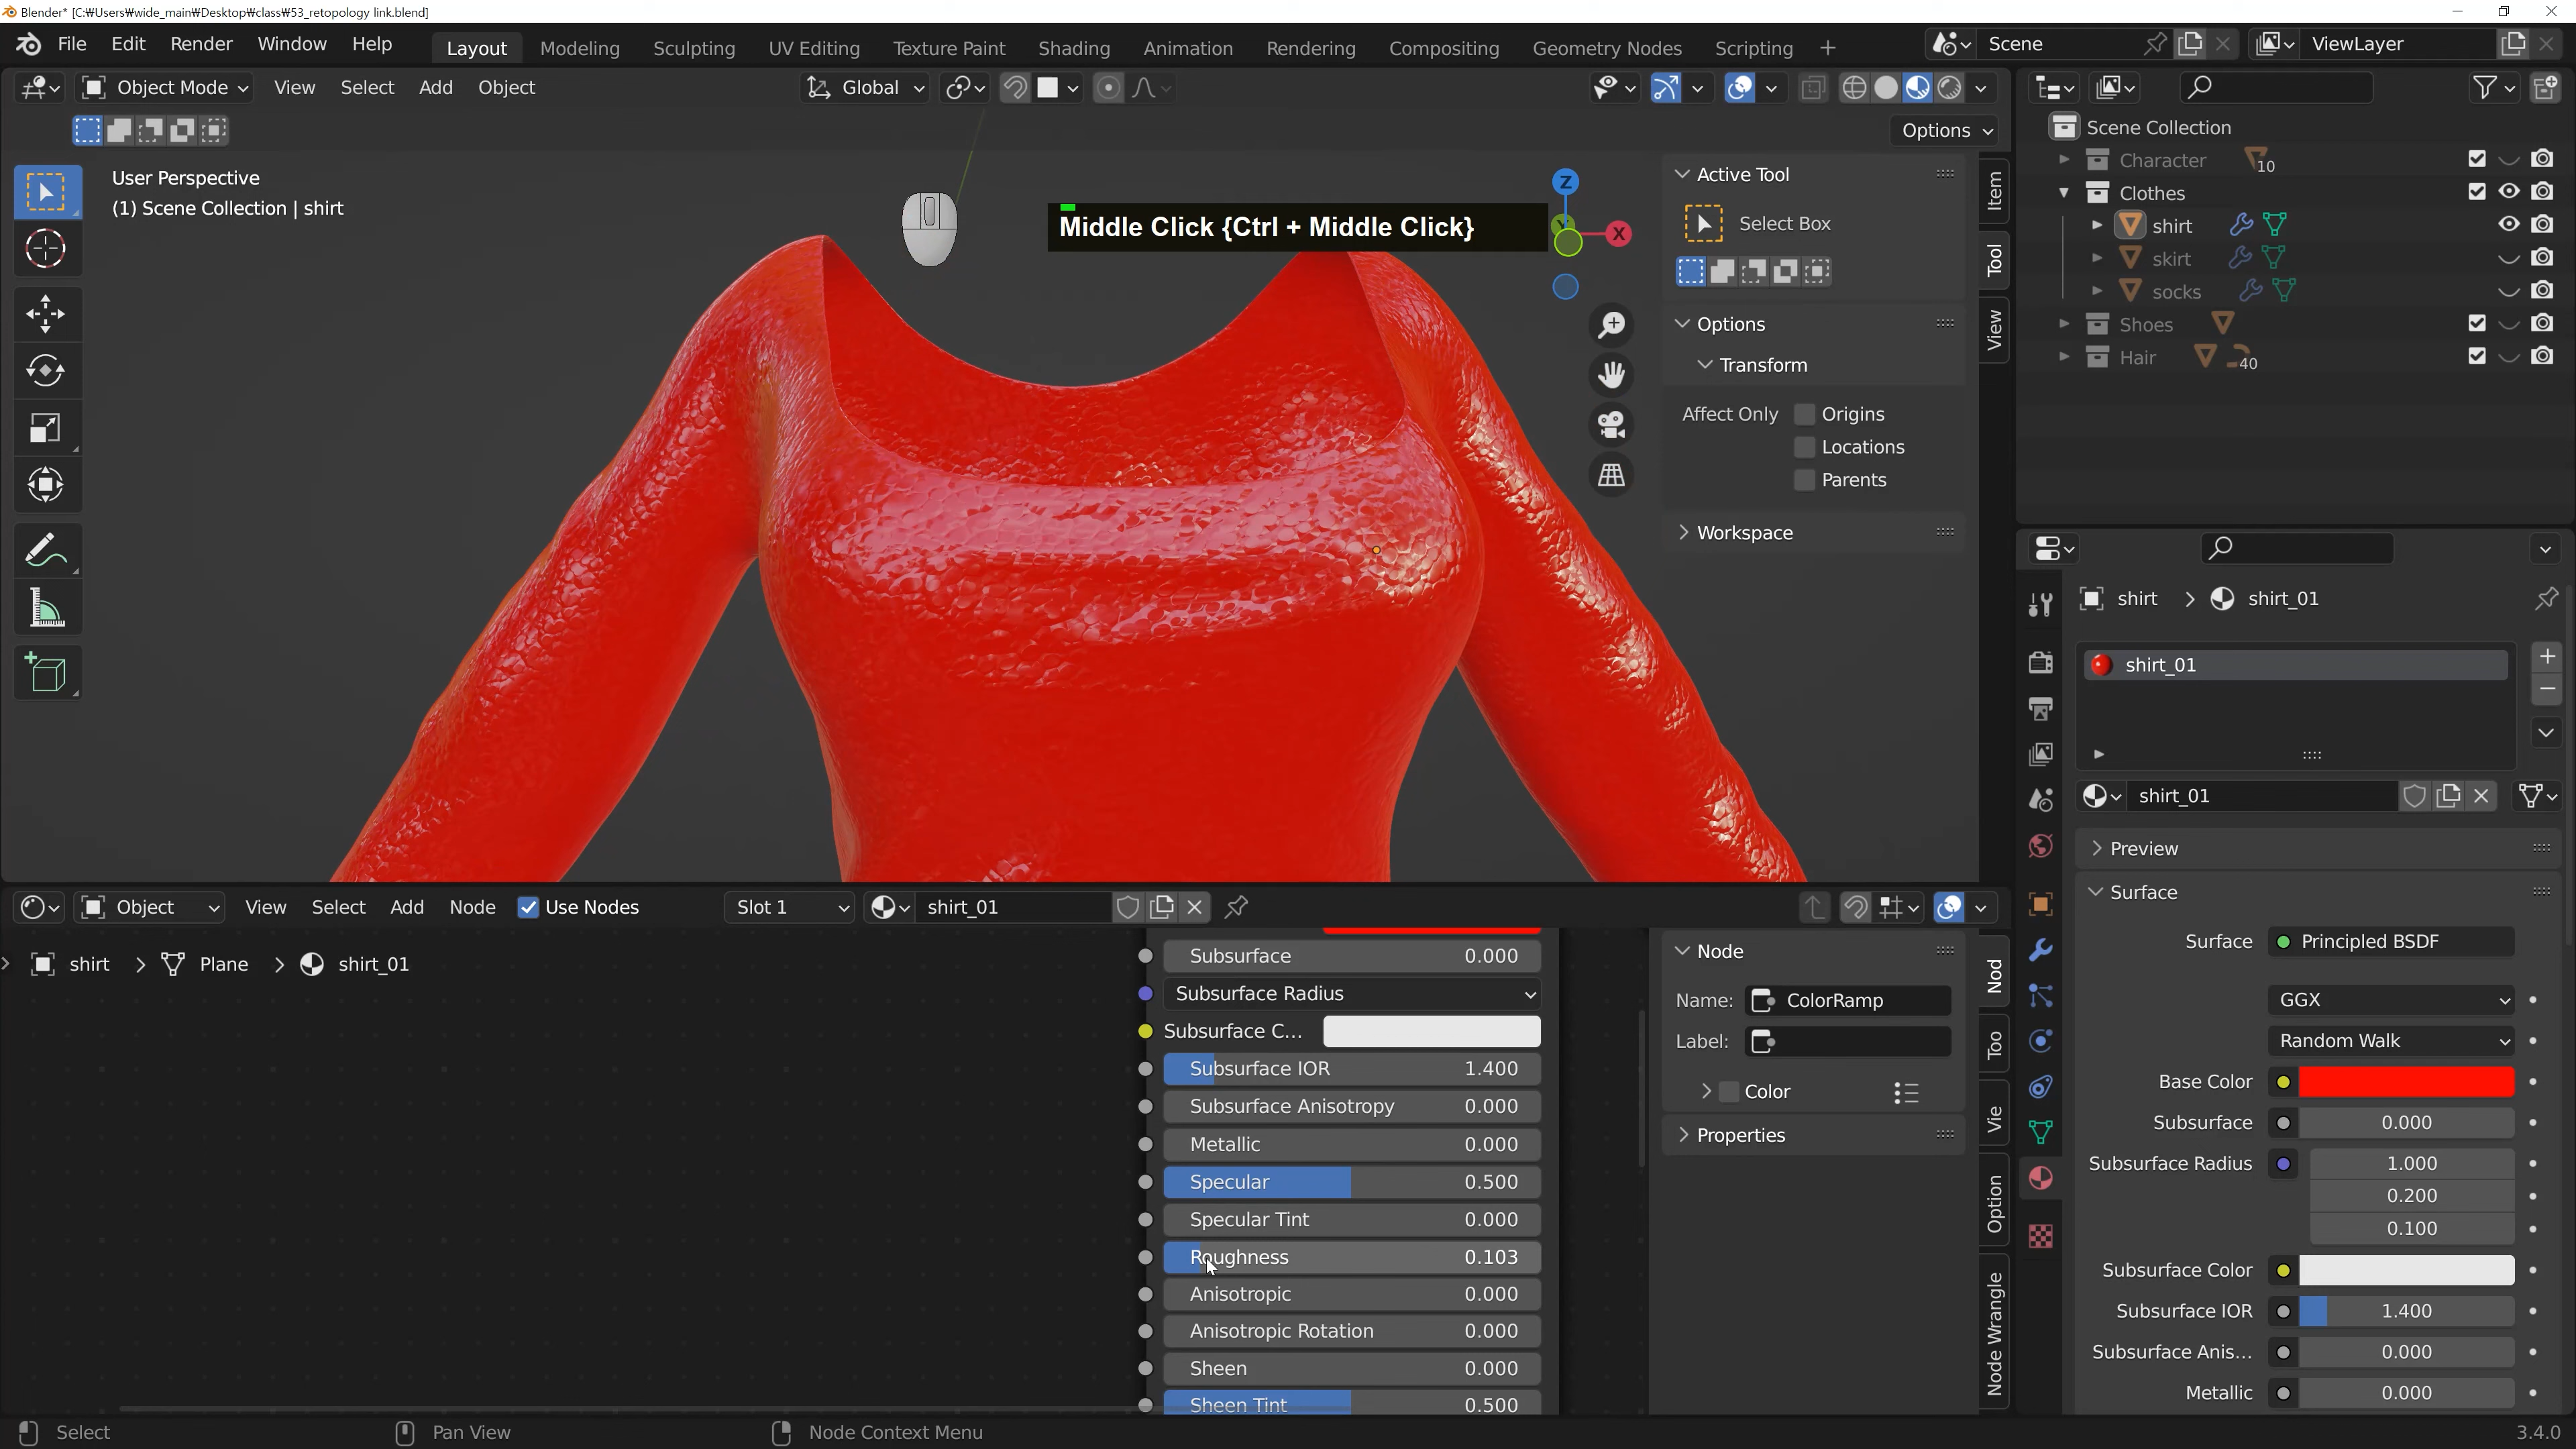 Blender* [C:₩Users₩wide_main₩Desktop₩class₩53_retopology link.blend]
File Edit Render Window Help
Layout Modeling Sculpting UV Editing Texture Paint Shading Animation Rendering Compositing Geometry Nodes Scripting +
Scene
ViewLayer
Object Mode View Select Add Object
Global
Options
User Perspective
(1) Scene Collection | shirt
Middle Click {Ctrl + Middle Click}
Z
X
Y
Active Tool
Select Box
Options
Transform
Affect Only Origins
Locations
Parents
Workspace
Item
Tool
View
Scene Collection
Character 10
Clothes
shirt
skirt
socks
Shoes
Hair 40
shirt > shirt_01
shirt_01
shirt_01
Preview
Surface
Surface Principled BSDF
GGX
Random Walk
Base Color
Subsurface 0.000
Subsurface Radius 1.000
0.200
0.100
Subsurface Color
Subsurface IOR 1.400
Subsurface Anis... 0.000
Metallic 0.000
Object View Select Add Node Use Nodes Slot 1 shirt_01
shirt > Plane > shirt_01
Subsurface 0.000
Subsurface Radius
Subsurface C...
Subsurface IOR 1.400
Subsurface Anisotropy 0.000
Metallic 0.000
Specular 0.500
Specular Tint 0.000
Roughness 0.103
Anisotropic 0.000
Anisotropic Rotation 0.000
Sheen 0.000
Sheen Tint 0.500
Node
Name: ColorRamp
Label:
Color
Properties
Nod
Too
Vie
Option
Node Wrangle
Select Pan View Node Context Menu 3.4.0